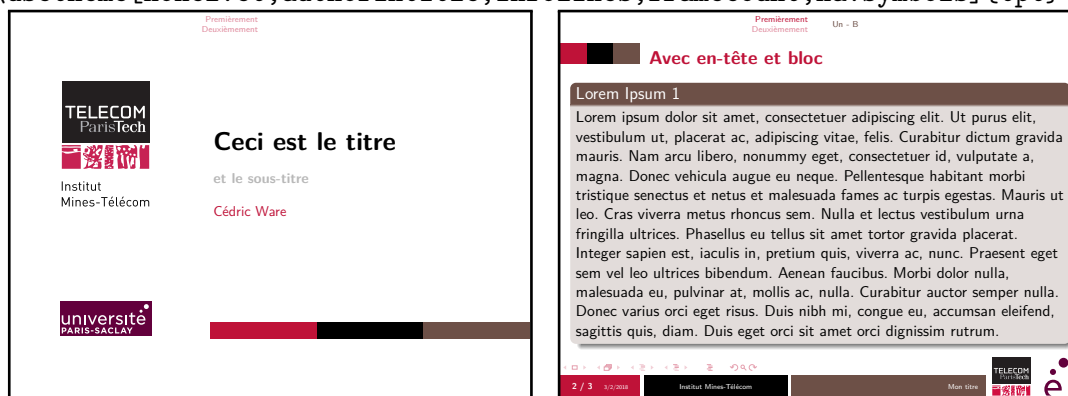 Premièrement
Deuxièmement
TELECOM
ParisTech
Institut
Mines-Télécom
Ceci est le titre
et le sous-titre
Cédric Ware
université
PARIS-SACLAY
Premièrement
Deuxièmement
Un - B
Avec en-tête et bloc
Lorem Ipsum 1
Lorem ipsum dolor sit amet, consectetuer adipiscing elit. Ut purus elit,
vestibulum ut, placerat ac, adipiscing vitae, felis. Curabitur dictum gravida
mauris. Nam arcu libero, nonummy eget, consectetuer id, vulputate a,
magna. Donec vehicula augue eu neque. Pellentesque habitant morbi
tristique senectus et netus et malesuada fames ac turpis egestas. Mauris ut
leo. Cras viverra metus rhoncus sem. Nulla et lectus vestibulum urna
fringilla ultrices. Phasellus eu tellus sit amet tortor gravida placerat.
Integer sapien est, iaculis in, pretium quis, viverra ac, nunc. Praesent eget
sem vel leo ultrices bibendum. Aenean faucibus. Morbi dolor nulla,
malesuada eu, pulvinar at, mollis ac, nulla. Curabitur auctor semper nulla.
Donec varius orci eget risus. Duis nibh mi, congue eu, accumsan eleifend,
sagittis quis, diam. Duis eget orci sit amet orci dignissim rutrum.
2 / 3 3/2/2018 Institut Mines-Télécom Mon titre
TELECOM
ParisTech